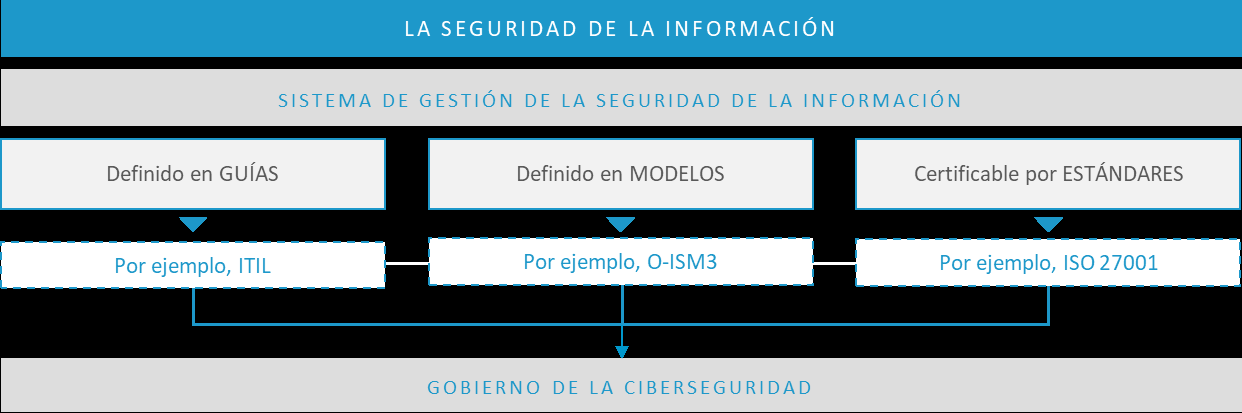 LA SEGURIDAD DE LA INFORMACIÓN
SISTEMA DE GESTIÓN DE LA SEGURIDAD DE LA INFORMACIÓN
Definido en GUÍAS
Definido en MODELOS
Certificable por ESTÁNDARES
Por ejemplo, ITIL
Por ejemplo, O-ISM3
Por ejemplo, ISO 27001
GOBIERNO DE LA CIBERSEGURIDAD